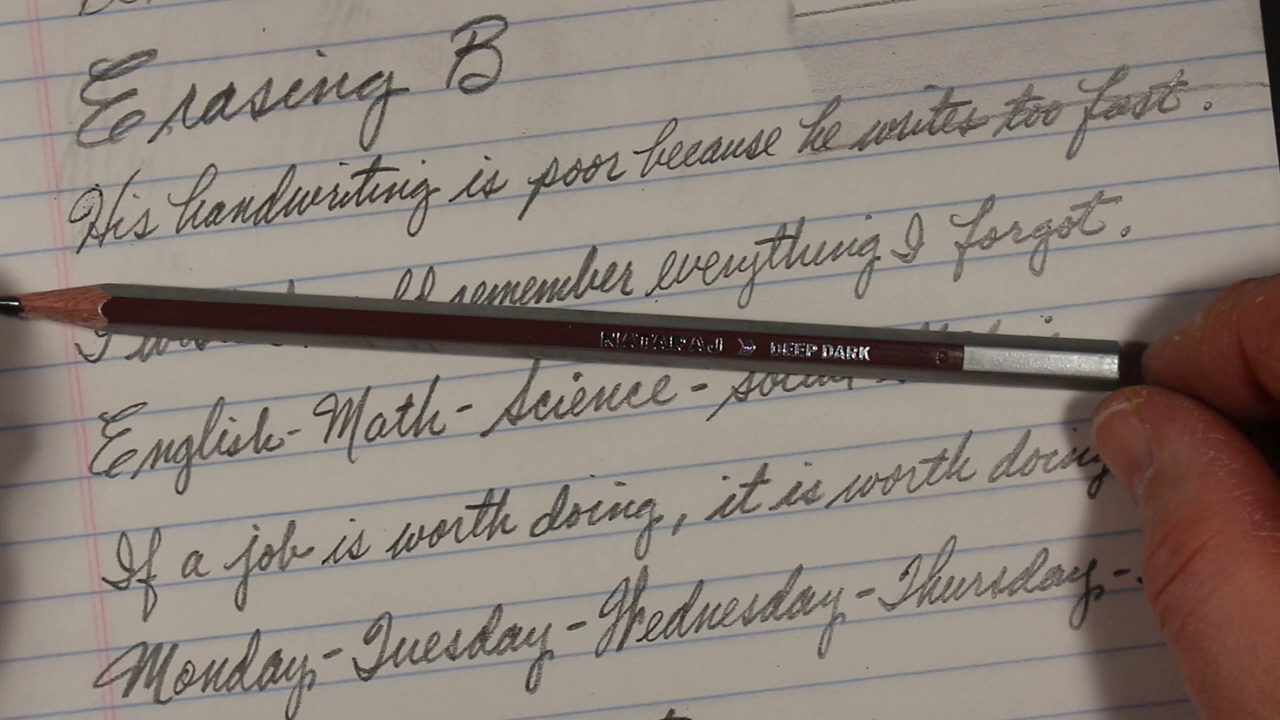 Erasing B
His handwriting is poor because he writes too fast.
remember everything I forgot.
NATARAJ DEEP DARK
English - Math - Science - social
If a job is worth doing, it is worth doing
Monday - Tuesday - Wednesday - Thursday -